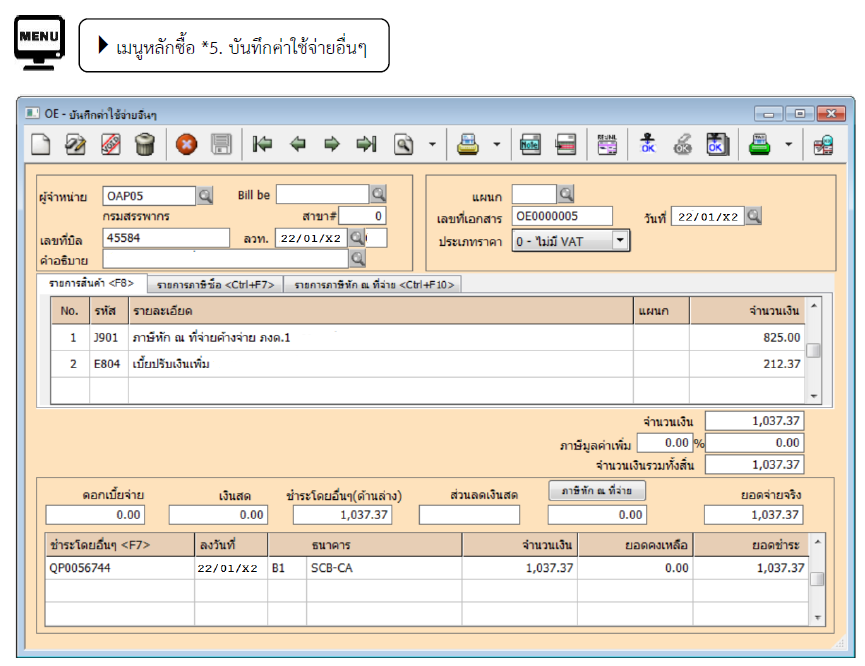 MENU
เมนูหลักซื้อ *5. บันทึกค่าใช้จ่ายอื่นๆ
OE - บันทึกค่าใช้จ่ายอื่นๆ
ผู้จำหน่าย OAP05 Bill be แผนก
กรมสรรพากร สาขา# 0 เลขที่เอกสาร OE0000005 วันที่ 22/01/X2
เลขที่บิล 45584 ลวท. 22/01/X2 ประเภทราคา 0 - ไม่มี VAT
คำอธิบาย
รายการสินค้า <F8> รายการภาษีซื้อ <Ctrl+F7> รายการภาษีหัก ณ ที่จ่าย <Ctrl+F10>
No. รหัส รายละเอียด แผนก จำนวนเงิน
1 J901 ภาษีหัก ณ ที่จ่ายค้างจ่าย ภงด.1 825.00
2 E804 เบี้ยปรับเงินเพิ่ม 212.37
จำนวนเงิน 1,037.37
ภาษีมูลค่าเพิ่ม 0.00 % 0.00
จำนวนเงินรวมทั้งสิ้น 1,037.37
ดอกเบี้ยจ่าย เงินสด ชำระโดยอื่นๆ(ด้านล่าง) ส่วนลดเงินสด ภาษีหัก ณ ที่จ่าย ยอดจ่ายจริง
0.00 0.00 1,037.37 0.00 1,037.37
ชำระโดยอื่นๆ <F7> ลงวันที่ ธนาคาร จำนวนเงิน ยอดคงเหลือ ยอดชำระ
QP0056744 22/01/X2 B1 SCB-CA 1,037.37 0.00 1,037.37